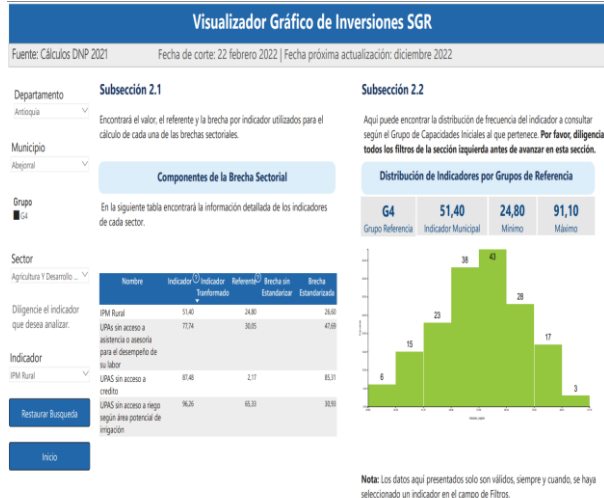 Visualizador Gráfico de Inversiones SGR
Fuente: Cálculos DNP 2021
Fecha de corte: 22 febrero 2022 | Fecha próxima actualización: diciembre 2022
Departamento
Antioquia
Municipio
Abejorral
Grupo
G4
Sector
Agricultura Y Desarrollo ...
Diligencie el indicador
que desea analizar.
Indicador
IPM Rural
Restaurar Busqueda
Inicio
Subsección 2.1
Encontrará el valor, el referente y la brecha por indicador utilizados para el
cálculo de cada una de las brechas sectoriales.
Componentes de la Brecha Sectorial
En la siguiente tabla encontrará la información detallada de los indicadores
de cada sector.
Nombre Indicador Indicador Referente Brecha sin Brecha
Tranformado Estandarizar Estandarizada
IPM Rural 51,40 24,80 26,60
UPAs sin acceso a 77,74 30,05 47,69
asistencia o asesoría
para el desempeño de
su labor
UPAS sin acceso a 87,48 2,17 85,31
credito
UPAS sin acceso a riego 96,26 65,33 30,93
según área potencial de
irrigación
Subsección 2.2
Aquí puede encontrar la distribución de frecuencia del indicador a consultar
según el Grupo de Capacidades Iniciales al que pertenece. Por favor, diligencia
todos los filtros de la sección izquierda antes de avanzar en esta sección.
Distribución de Indicadores por Grupos de Referencia
G4 51,40 24,80 91,10
Grupo Referencia Indicador Municipal Mínimo Máximo
6
15
23
38
43
28
17
3
Nota: Los datos aquí presentados solo son válidos, siempre y cuando, se haya
seleccionado un indicador en el campo de Filtros.